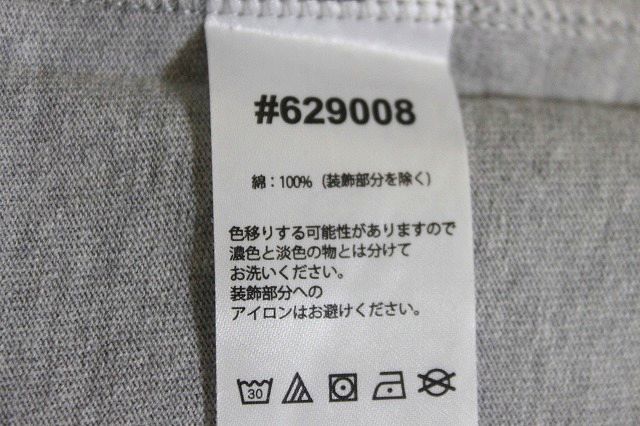 #629008
綿：100%（装飾部分を除く）
色移りする可能性がありますので
濃色と淡色の物とは分けて
お洗いください。
装飾部分への
アイロンはお避けください。
30